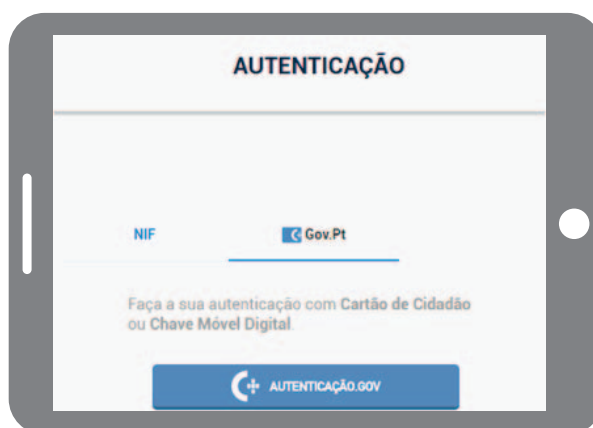 AUTENTICAÇÃO
NIF Gov.Pt
Faça a sua autenticação com Cartão de Cidadão
ou Chave Móvel Digital.
AUTENTICAÇÃO.GOV